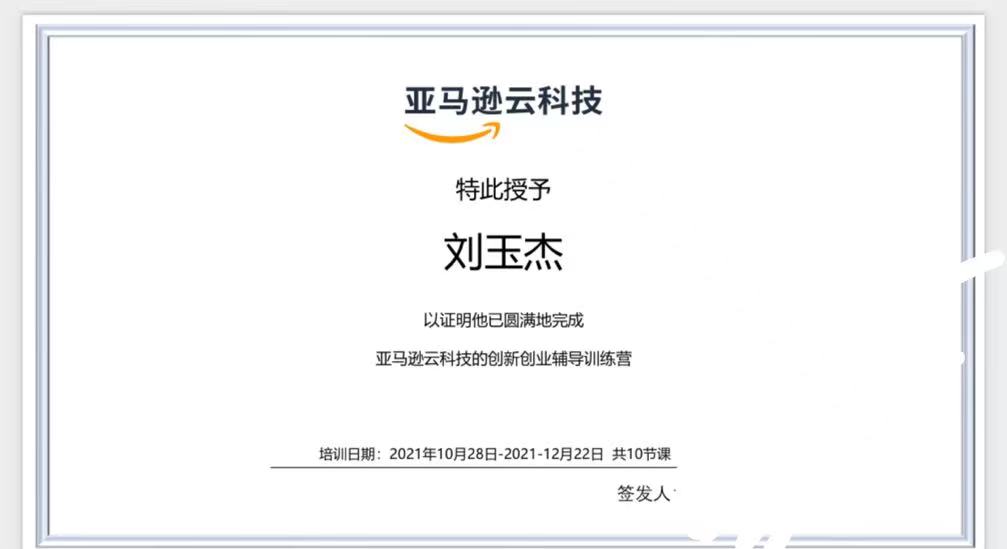 亚马逊云科技
特此授予
刘玉杰
以证明他已圆满地完成
亚马逊云科技的创新创业辅导训练营
培训日期：2021年10月28日-2021-12月22日 共10节课
签发人